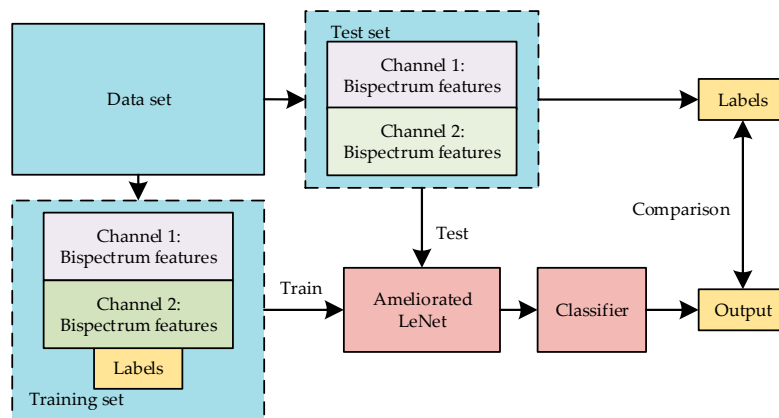 Test set
Channel 1:
Bispectrum features
Channel 2:
Bispectrum features
Data set
Labels
Comparison
Test
Channel 1:
Bispectrum features
Channel 2:
Bispectrum features
Labels
Training set
Train
Ameliorated
LeNet
Classifier
Output